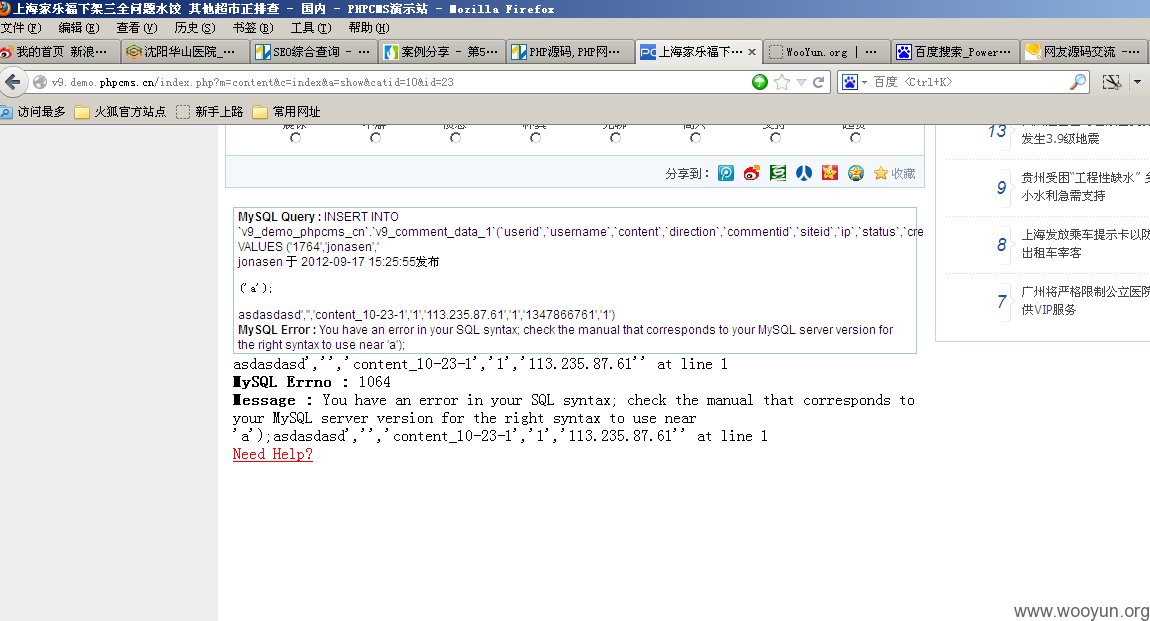 上海家乐福下架三全问题水饺 其他超市正排查 - 国内 - PHPCMS演示站 - Mozilla Firefox
文件(F) 编辑(E) 查看(V) 历史(S) 书签(B) 工具(T) 帮助(H)
我的首页 新浪… 沈阳华山医院_… SEO综合查询 - … 案例分享 - 第5… PHP源码, PHP网… 上海家乐福下… × WooYun.org | … 百度搜索_Power… 网友源码交流 -…
v9.demo.phpcms.cn/index.php?m=content&c=index&a=show&catid=10&id=23 百度 <Ctrl+K>
访问最多 火狐官方站点 新手上路 常用网址
13 发生3.9级地震
分享到: 收藏
9 贵州受困“工程性缺水”
小水利急需支持
8 上海发放乘车提示卡以防
出租车宰客
7 广州将严格限制公立医院
供VIP服务
MySQL Query : INSERT INTO
`v9_demo_phpcms_cn`.`v9_comment_data_1`(`userid`,`username`,`content`,`direction`,`commentid`,`siteid`,`ip`,`status`,`cre
VALUES ('1764','jonasen','
jonasen 于 2012-09-17 15:25:55发布
('a');
asdasdasd','','content_10-23-1','1','113.235.87.61','1','1347866761','1')
MySQL Error : You have an error in your SQL syntax; check the manual that corresponds to your MySQL server version for
the right syntax to use near 'a');
asdasdasd','','content_10-23-1','1','113.235.87.61'' at line 1
MySQL Errno : 1064
Message : You have an error in your SQL syntax; check the manual that corresponds to
your MySQL server version for the right syntax to use near
'a');asdasdasd','','content_10-23-1','1','113.235.87.61'' at line 1
Need Help?
www.wooyun.org